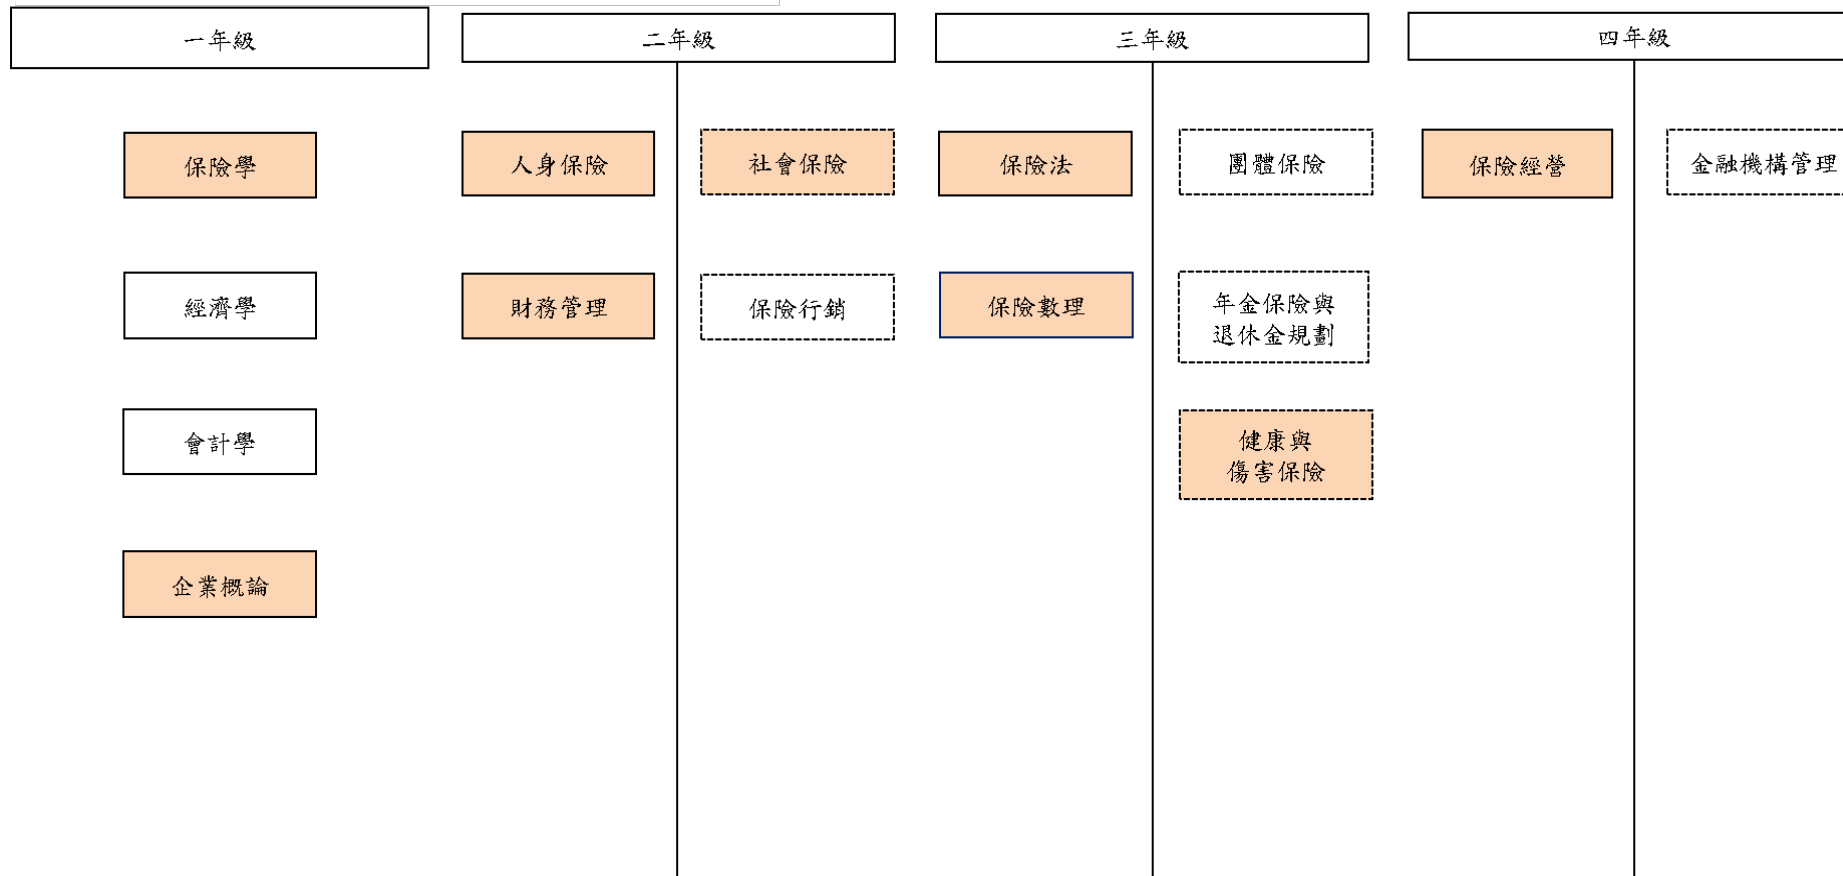 一年級
二年級
三年級
四年級
保險學
人身保險
社會保險
保險法
團體保險
保險經營
金融機構管理
經濟學
財務管理
保險行銷
保險數理
年金保險與
退休金規劃
會計學
健康與
傷害保險
企業概論